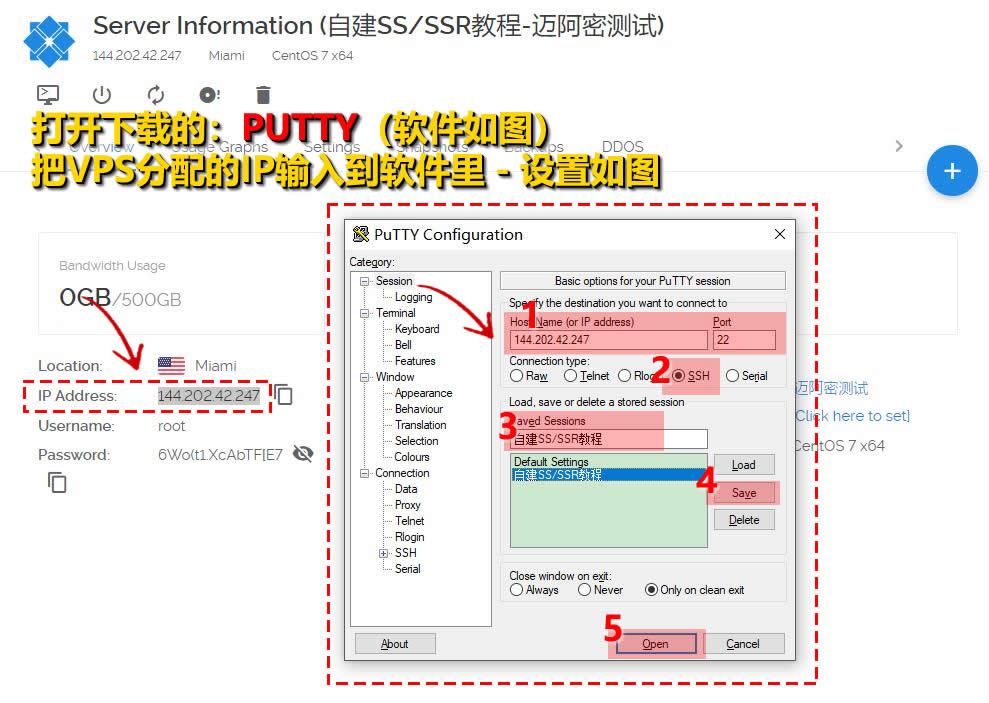 Server Information (自建SS/SSR教程-迈阿密测试)
144.202.42.247 Miami CentOS 7 x64
打开下载的：PUTTY（软件如图）
Overview Usage Graphs Settings Snapshots Backups DDOS
把VPS分配的IP输入到软件里 - 设置如图
Bandwidth Usage
0GB/500GB
Location: Miami
IP Address: 144.202.42.247
Username: root
Password: 6Wo(t1.XcAbTF[E7
迈阿密测试
Click here to set]
CentOS 7 x64
PuTTY Configuration
Category:
Session
Logging
Terminal
Keyboard
Bell
Features
Window
Appearance
Behaviour
Translation
Selection
Colours
Connection
Data
Proxy
Telnet
Rlogin
SSH
Serial
Basic options for your PuTTY session
Specify the destination you want to connect to
1
Host Name (or IP address) Port
144.202.42.247 22
Connection type:
2
Raw Telnet Rlogin SSH Serial
Load, save or delete a stored session
3
Saved Sessions
自建SS/SSR教程
Default Settings
自建SS/SSR教程
Load
4
Save
Delete
Close window on exit:
Always Never Only on clean exit
5
About Open Cancel